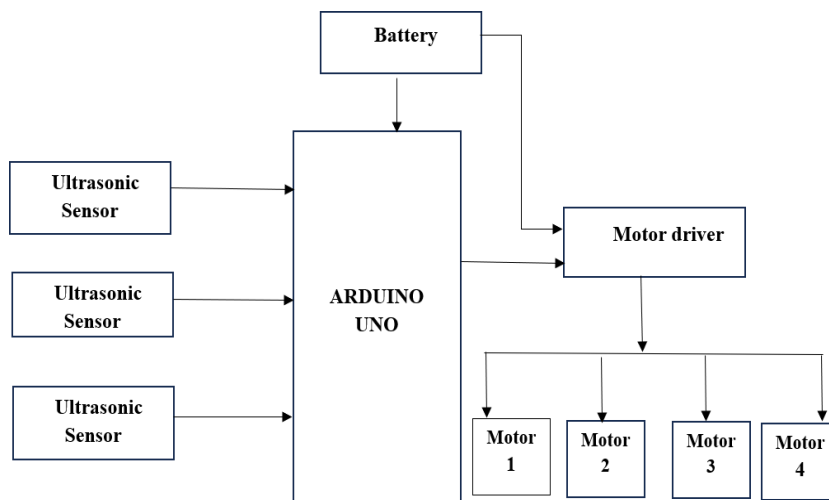 Battery
Ultrasonic
Sensor
Motor driver
Ultrasonic
Sensor
ARDUINO
UNO
Ultrasonic
Sensor
Motor
1
Motor
2
Motor
3
Motor
4